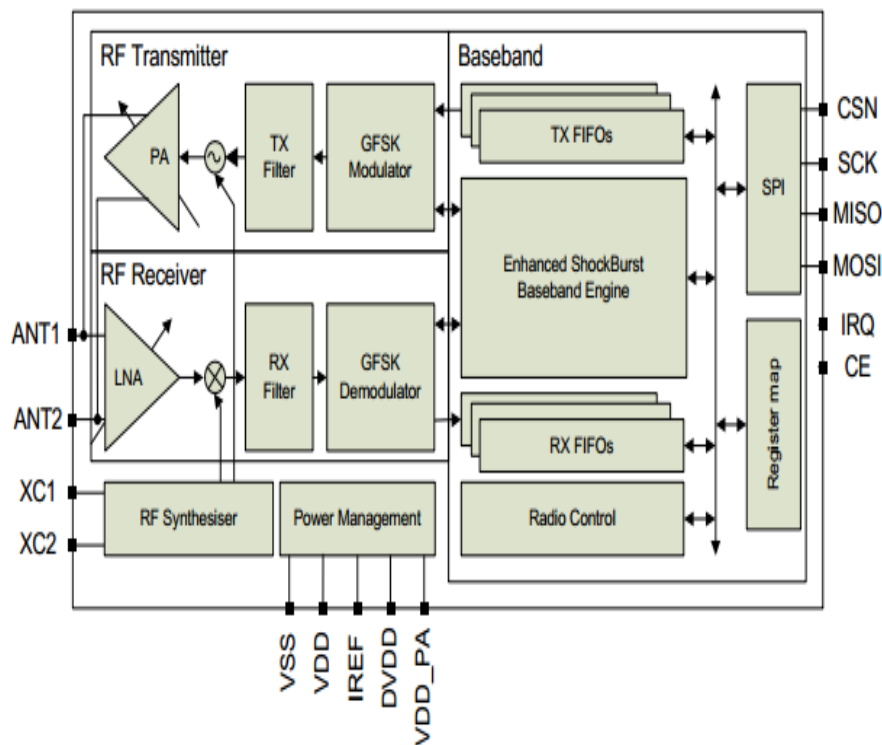 RF Transmitter
Baseband
PA
TX
Filter
GFSK
Modulator
TX FIFOs
SPI
CSN
SCK
MISO
MOSI
Enhanced ShockBurst
Baseband Engine
RF Receiver
ANT1
ANT2
LNA
RX
Filter
GFSK
Demodulator
RX FIFOs
Register map
IRQ
CE
XC1
XC2
RF Synthesiser
Power Management
Radio Control
VSS
VDD
IREF
DVDD
VDD_PA